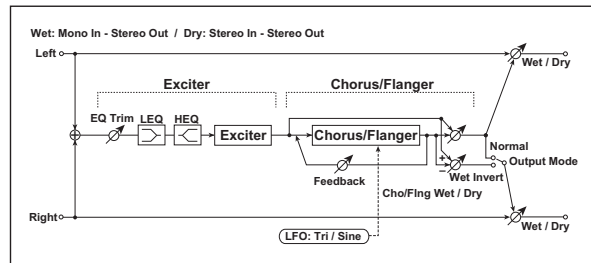 Wet: Mono In - Stereo Out / Dry: Stereo In - Stereo Out
Left
Wet / Dry
Exciter
Chorus/Flanger
EQ Trim
LEQ
HEQ
Exciter
Chorus/Flanger
Normal
Output Mode
+
−
Wet Invert
Feedback
Cho/Flng Wet / Dry
Right
Wet / Dry
LFO: Tri / Sine